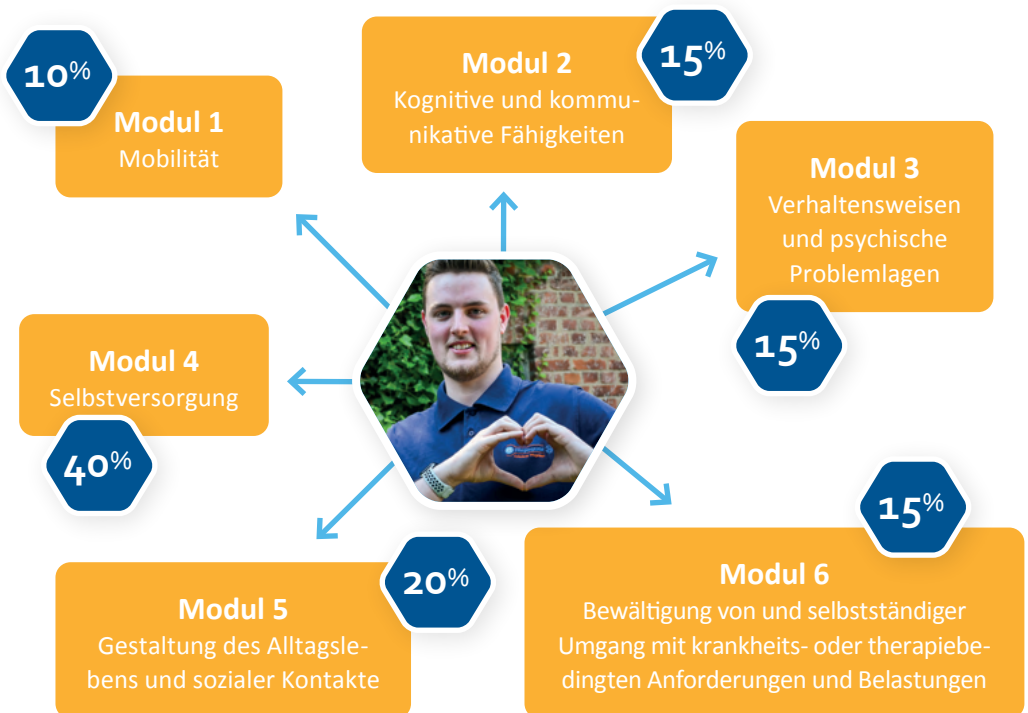 10%
Modul 1
Mobilität
Modul 2
Kognitive und kommu-
nikative Fähigkeiten
15%
Modul 3
Verhaltensweisen
und psychische
Problemlagen
15%
Modul 4
Selbstversorgung
40%
Modul 5
Gestaltung des Alltagsle-
bens und sozialer Kontakte
20%
Modul 6
Bewältigung von und selbstständiger
Umgang mit krankheits- oder therapiebe-
dingten Anforderungen und Belastungen
15%